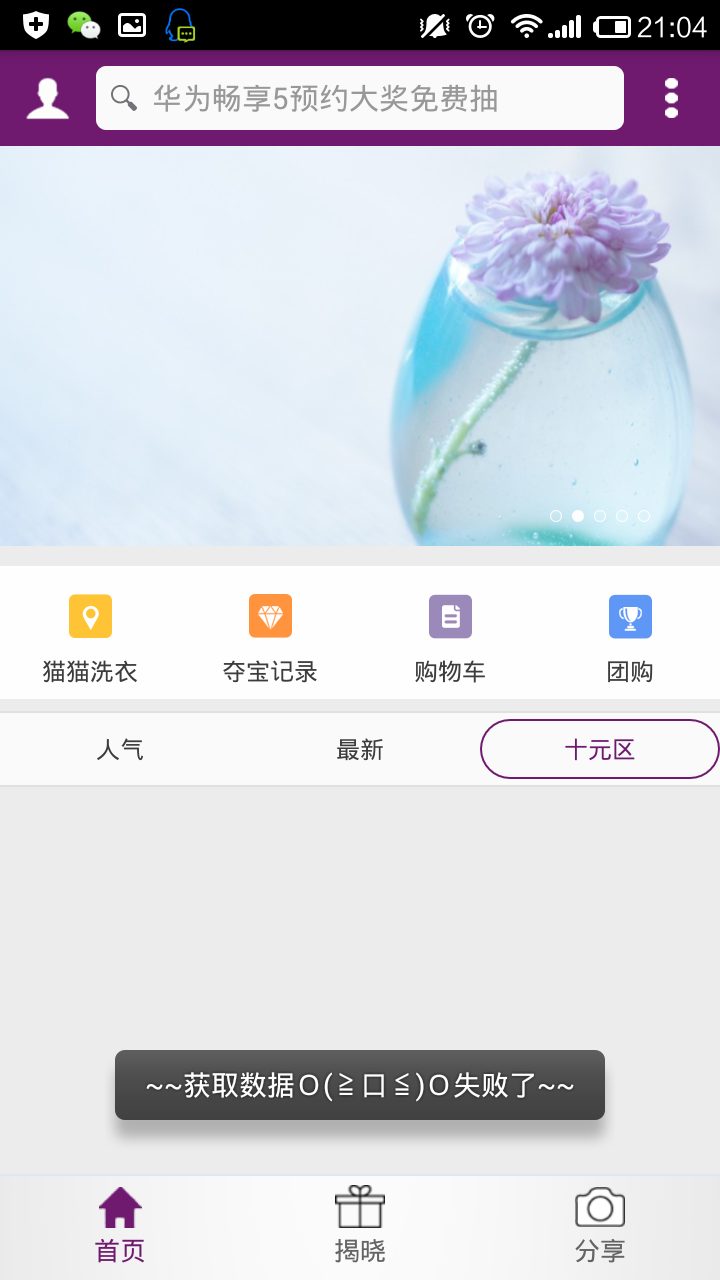 21:04
华为畅享5预约大奖免费抽
猫猫洗衣
夺宝记录
购物车
团购
人气
最新
十元区
~~获取数据O(≧口≦)O失败了~~
首页
揭晓
分享